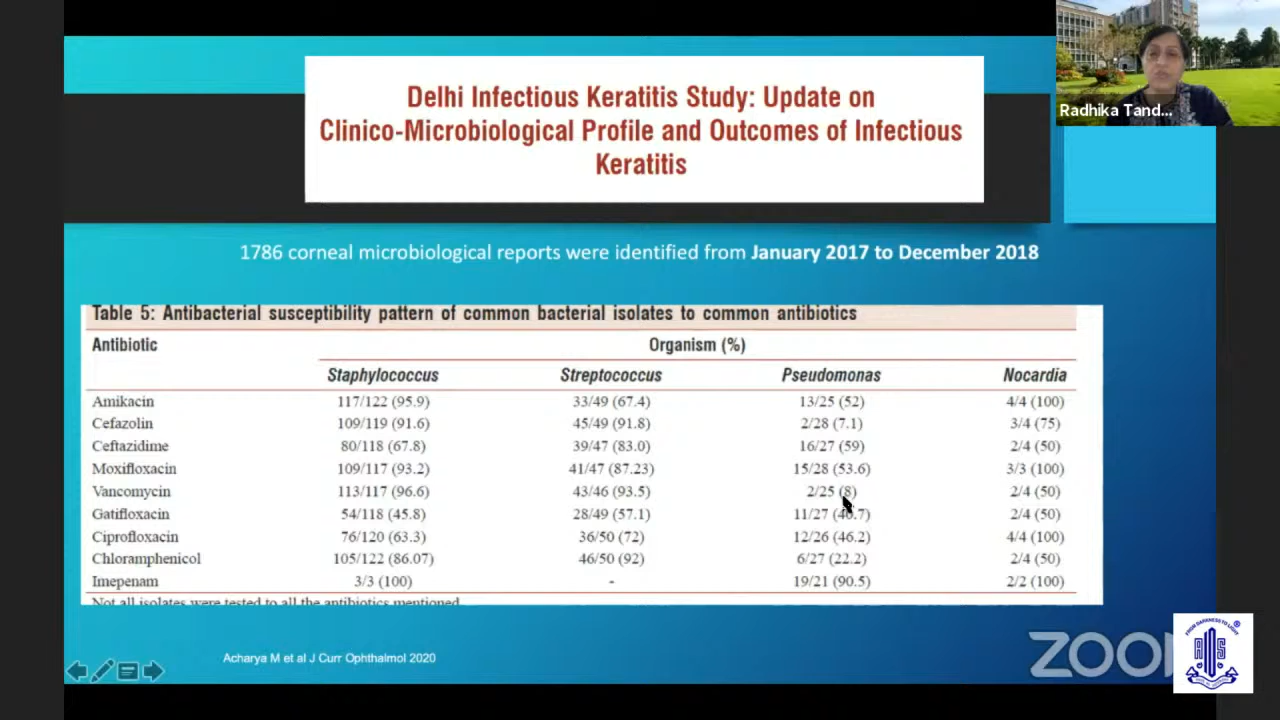 Radhika Tand...
Delhi Infectious Keratitis Study: Update on
Clinico-Microbiological Profile and Outcomes of Infectious
Keratitis
1786 corneal microbiological reports were identified from January 2017 to December 2018
Table 5: Antibacterial susceptibility pattern of common bacterial isolates to common antibiotics
Antibiotic Organism (%)
Staphylococcus Streptococcus Pseudomonas Nocardia
Amikacin 117/122 (95.9) 33/49 (67.4) 13/25 (52) 4/4 (100)
Cefazolin 109/119 (91.6) 45/49 (91.8) 2/28 (7.1) 3/4 (75)
Ceftazidime 80/118 (67.8) 39/47 (83.0) 16/27 (59) 2/4 (50)
Moxifloxacin 109/117 (93.2) 41/47 (87.23) 15/28 (53.6) 3/3 (100)
Vancomycin 113/117 (96.6) 43/46 (93.5) 2/25 (8) 2/4 (50)
Gatifloxacin 54/118 (45.8) 28/49 (57.1) 11/27 (40.7) 2/4 (50)
Ciprofloxacin 76/120 (63.3) 36/50 (72) 12/26 (46.2) 4/4 (100)
Chloramphenicol 105/122 (86.07) 46/50 (92) 6/27 (22.2) 2/4 (50)
Imepenam 3/3 (100) - 19/21 (90.5) 2/2 (100)
Not all isolates were tested to all the antibiotics mentioned
Acharya M et al J Curr Ophthalmol 2020
ZOO
FROM DARKNESS TO LIGHT